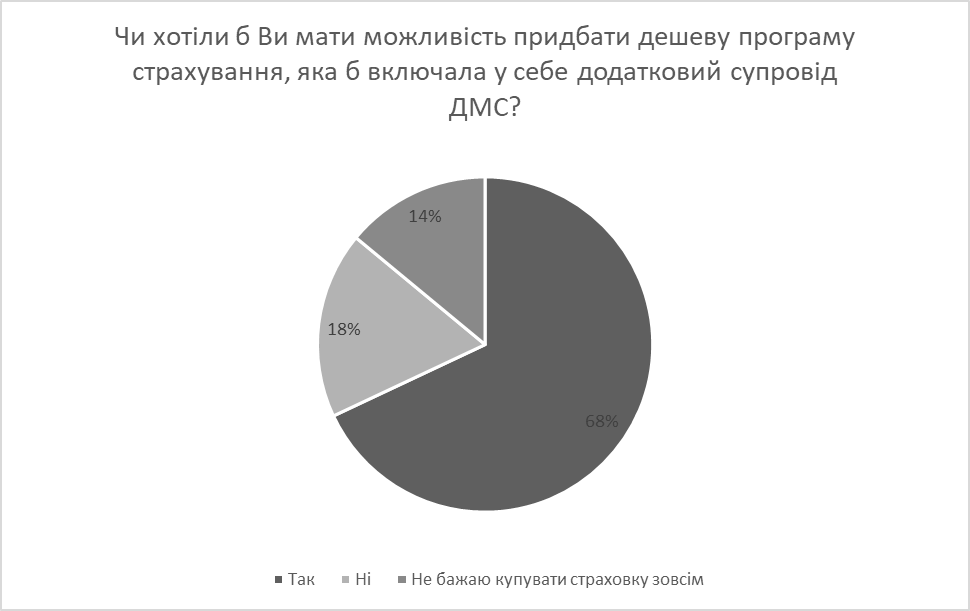 Чи хотіли б Ви мати можливість придбати дешеву програму
страхування, яка б включала у себе додатковий супровід
ДМС?
14%
18%
68%
Так Ні Не бажаю купувати страховку зовсім